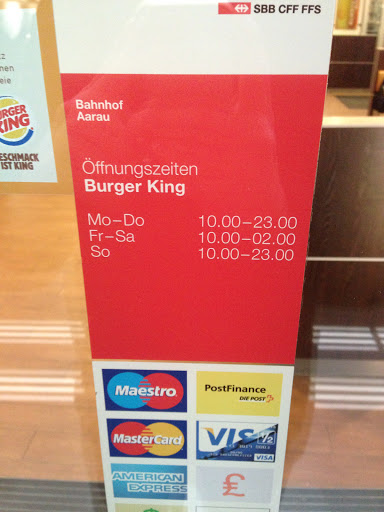 SBB CFF FFS
Bahnhof
Aarau
Öffnungszeiten
Burger King
Mo–Do 10.00–23.00
Fr–Sa 10.00–02.00
So 10.00–23.00
BURGER
KING
GESCHMACK
IST KING
Maestro
PostFinance
DIE POST
MasterCard
VISA
AMERICAN
EXPRESS
£